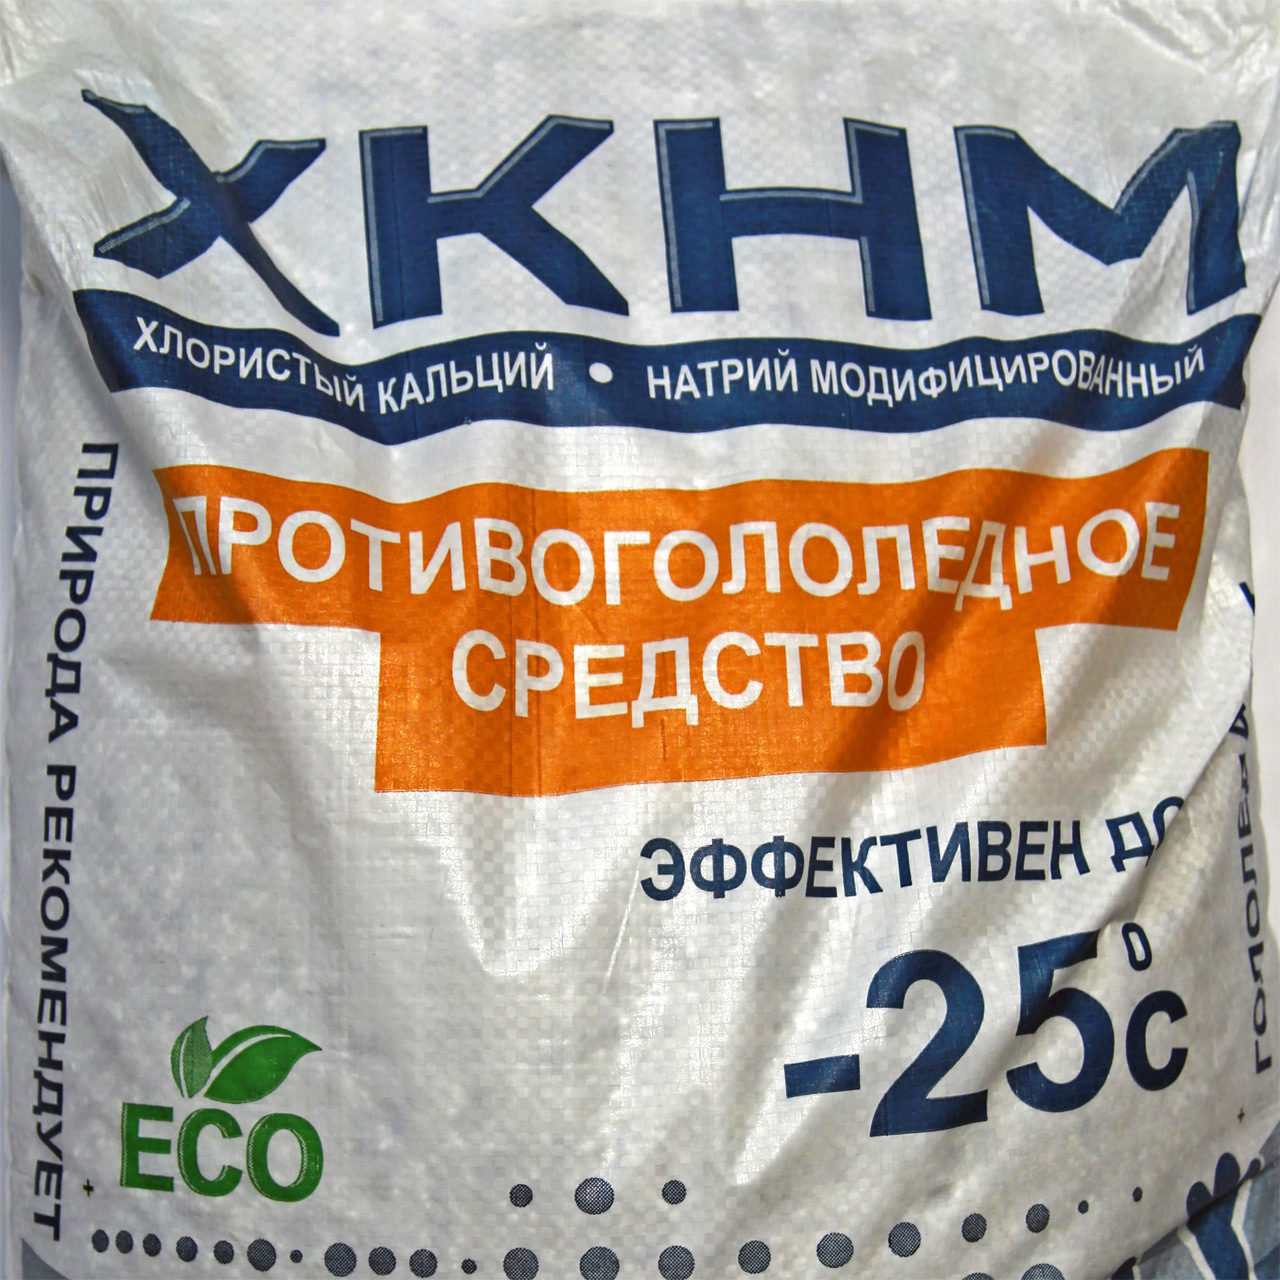 ХКНМ
ХЛОРИСТЫЙ КАЛЬЦИЙ • НАТРИЙ МОДИФИЦИРОВАННЫЙ
ПРОТИВОГОЛОЛЕДНОЕ
СРЕДСТВО
ЭФФЕКТИВЕН ДО
-25°С
ECO
ПРИРОДА РЕКОМЕНДУЕТ